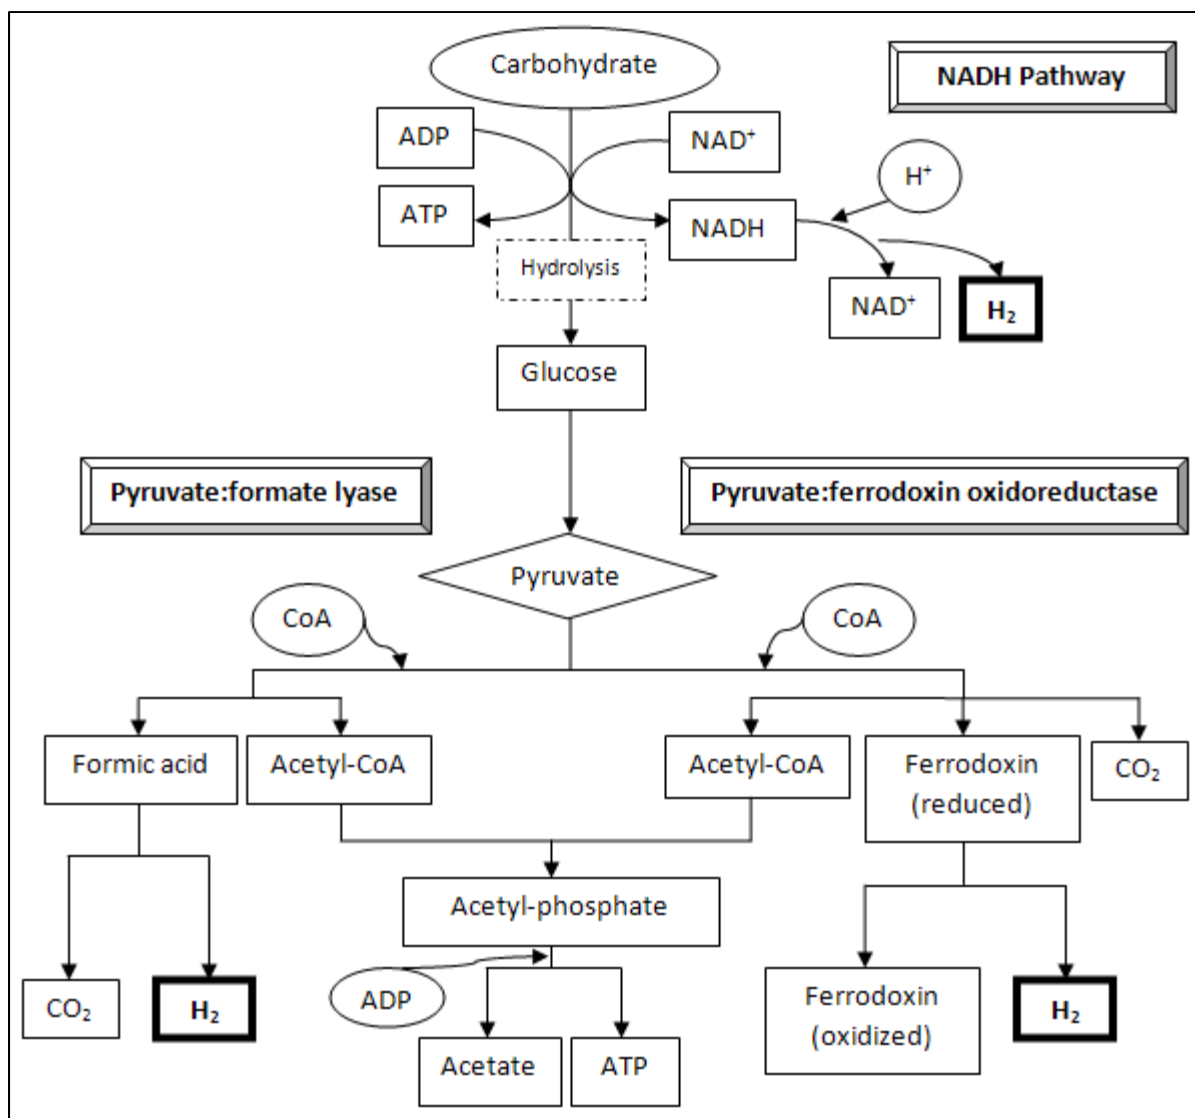 Carbohydrate
NADH Pathway
ADP
NAD⁺
H⁺
ATP
NADH
Hydrolysis
NAD⁺
H₂
Glucose
Pyruvate:formate lyase
Pyruvate:ferrodoxin oxidoreductase
Pyruvate
CoA
CoA
Formic acid
Acetyl-CoA
Acetyl-CoA
Ferrodoxin
(reduced)
CO₂
Acetyl-phosphate
CO₂
H₂
ADP
Ferrodoxin
(oxidized)
H₂
Acetate
ATP